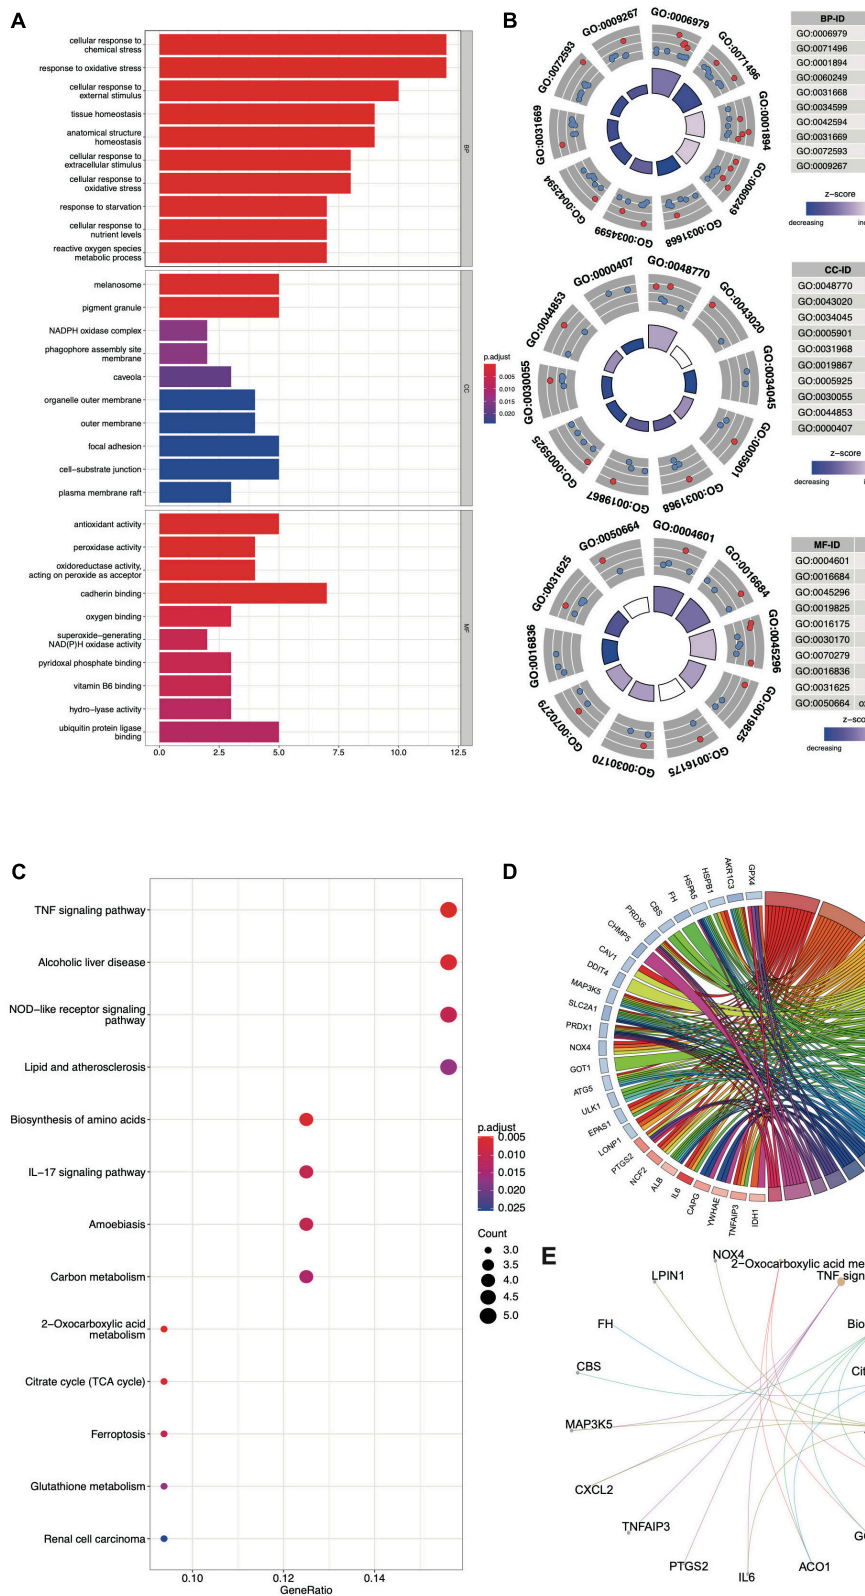 A
cellular response to
chemical stress
response to oxidative stress
cellular response to
external stimulus
tissue homeostasis
anatomical structure
homeostasis
cellular response to
extracellular stimulus
cellular response to
oxidative stress
response to starvation
cellular response to
nutrient levels
reactive oxygen species
metabolic process
BP
melanosome
pigment granule
NADPH oxidase complex
phagophore assembly site
membrane
caveola
organelle outer membrane
outer membrane
focal adhesion
cell−substrate junction
plasma membrane raft
CC
antioxidant activity
peroxidase activity
oxidoreductase activity,
acting on peroxide as acceptor
cadherin binding
oxygen binding
superoxide−generating
NAD(P)H oxidase activity
pyridoxal phosphate binding
vitamin B6 binding
hydro−lyase activity
ubiquitin protein ligase
binding
MF
0.0 2.5 5.0 7.5 10.0 12.5
p.adjust
0.005
0.010
0.015
0.020
B
GO:0006979
GO:0071496
GO:0001894
GO:0060249
GO:0031668
GO:0034599
GO:0042594
GO:0031669
GO:0072593
GO:0009267
BP-ID
GO:0006979
GO:0071496
GO:0001894
GO:0060249
GO:0031668
GO:0034599
GO:0042594
GO:0031669
GO:0072593
GO:0009267
z−score
decreasing
GO:0048770
GO:0043020
GO:0034045
GO:0005901
GO:0031968
GO:0019867
GO:0005925
GO:0030055
GO:0044853
GO:0000407
CC-ID
GO:0048770
GO:0043020
GO:0034045
GO:0005901
GO:0031968
GO:0019867
GO:0005925
GO:0030055
GO:0044853
GO:0000407
z−score
decreasing
GO:0004601
GO:0016684
GO:0045296
GO:0019825
GO:0016175
GO:0030170
GO:0070279
GO:0016836
GO:0031625
GO:0050664
MF-ID
GO:0004601
GO:0016684
GO:0045296
GO:0019825
GO:0016175
GO:0030170
GO:0070279
GO:0016836
GO:0031625
GO:0050664
decreasing
C
TNF signaling pathway
Alcoholic liver disease
NOD−like receptor signaling
pathway
Lipid and atherosclerosis
Biosynthesis of amino acids
IL−17 signaling pathway
Amoebiasis
Carbon metabolism
2−Oxocarboxylic acid
metabolism
Citrate cycle (TCA cycle)
Ferroptosis
Glutathione metabolism
Renal cell carcinoma
0.10 0.12 0.14
GeneRatio
p.adjust
0.005
0.010
0.015
0.020
0.025
Count
3.0
3.5
4.0
4.5
5.0
D
GPX4
AKR1C3
HSPB1
HSPA5
FH
CBS
PRDX6
CHMP5
CAV1
DDIT4
MAP3K5
SLC2A1
PRDX1
NOX4
GOT1
ATG5
ULK1
EPAS1
LONP1
PTGS2
NCF2
ALB
IL6
CAPG
YWHAE
TNFAIP3
IDH1
E
NOX4
2−Oxocarboxylic acid me
TNF sign
LPIN1
FH
Bio
CBS
Cit
MAP3K5
CXCL2
TNFAIP3
PTGS2
IL6
ACO1